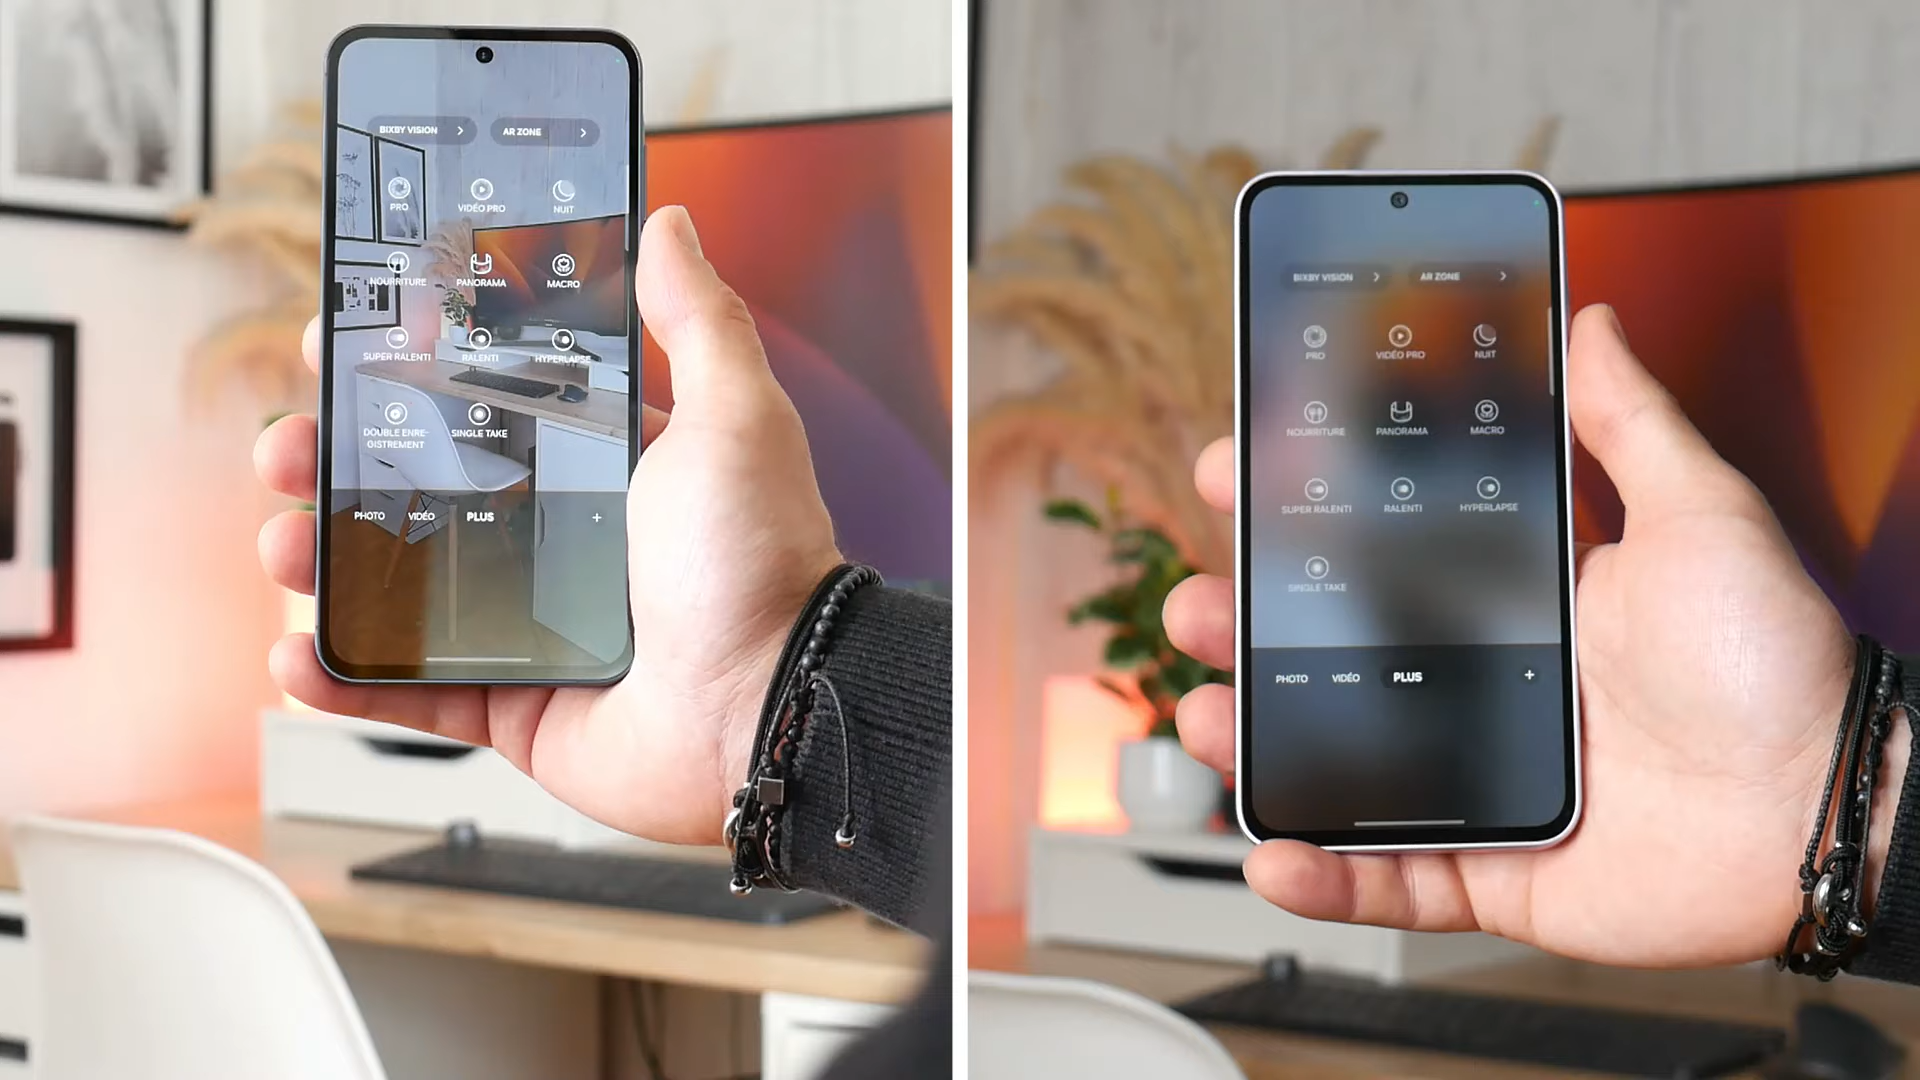 BIXBY VISION
AR ZONE
PRO
VIDÉO PRO
NUIT
NOURRITURE
PANORAMA
MACRO
SUPER RALENTI
RALENTI
HYPERLAPSE
DOUBLE ENRE-
GISTREMENT
SINGLE TAKE
PHOTO
VIDÉO
PLUS
BIXBY VISION
AR ZONE
PRO
VIDÉO PRO
NUIT
NOURRITURE
PANORAMA
MACRO
SUPER RALENTI
RALENTI
HYPERLAPSE
SINGLE TAKE
PHOTO
VIDÉO
PLUS